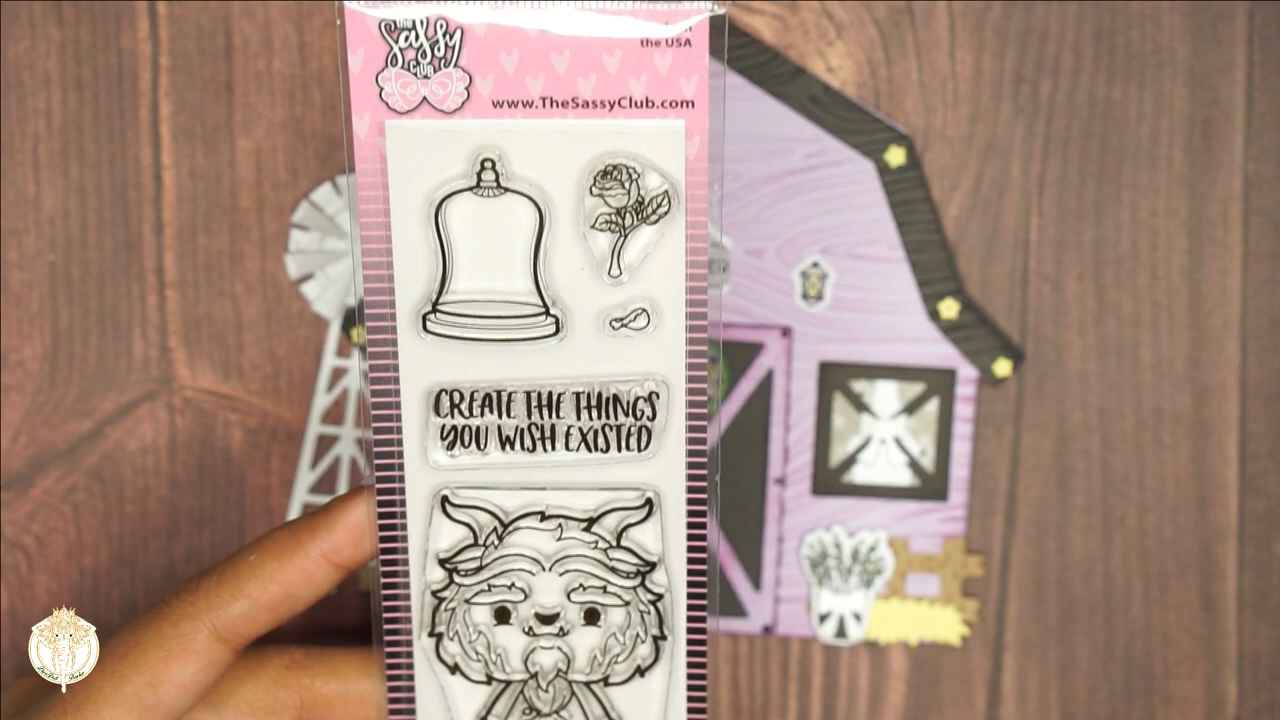 the
Sassy
CLUB
the USA
www.TheSassyClub.com
CREATE THE THINGS
YOU WISH EXISTED